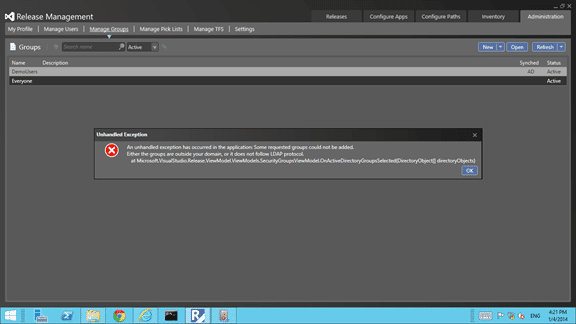 Release Management
Releases
Configure Apps
Configure Paths
Inventory
Administration
My Profile
Manage Users
Manage Groups
Manage Pick Lists
Manage TFS
Settings
Groups
Search name
Active
New
Open
Refresh
Name
Description
Synched
Status
DemoUsers
AD
Active
Everyone
Active
Unhandled Exception
An unhandled exception has occurred in the application: Some requested groups could not be added.
Either the groups are outside your domain, or it does not follow LDAP protocol.
at Microsoft.VisualStudio.Release.ViewModel.ViewModels.SecurityGroupsViewModel.OnActiveDirectoryGroupsSelected(DirectoryObject[] directoryObjects)
OK
ENG
4:21 PM
1/4/2014